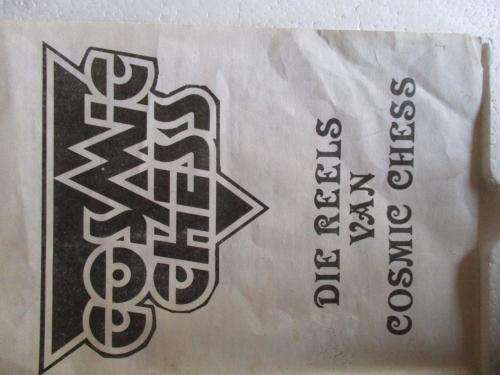 COSMIC
CHESS
DIE REELS
VAN
COSMIC CHESS